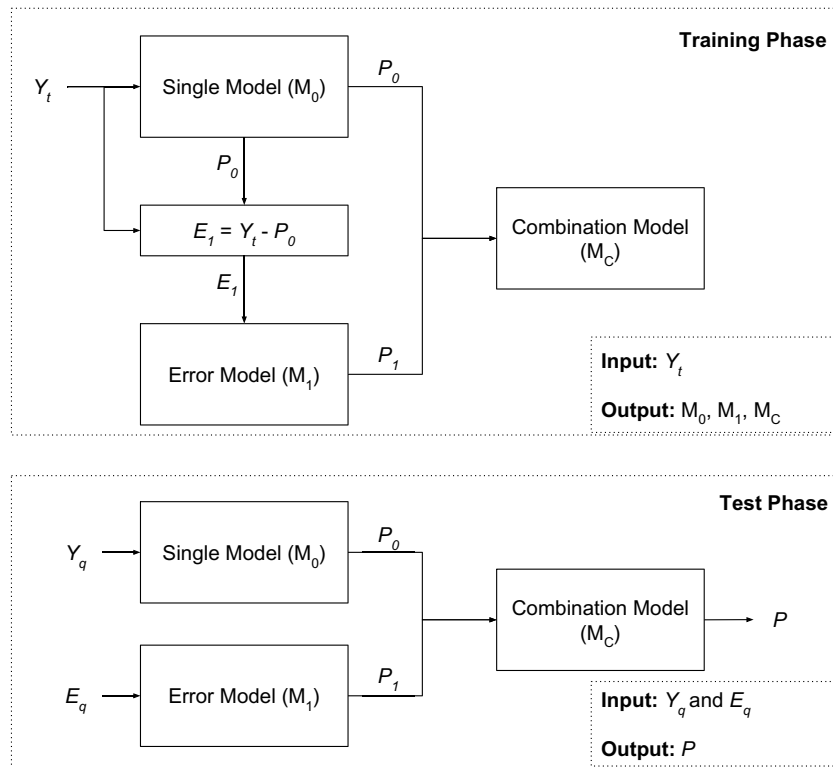 Training Phase
Y_t
Single Model (M_0)
P_0
P_0
E_1 = Y_t - P_0
E_1
Combination Model
(M_C)
Error Model (M_1)
P_1
Input: Y_t
Output: M_0, M_1, M_C
Test Phase
Y_q
Single Model (M_0)
P_0
Combination Model
(M_C)
P
E_q
Error Model (M_1)
P_1
Input: Y_q and E_q
Output: P